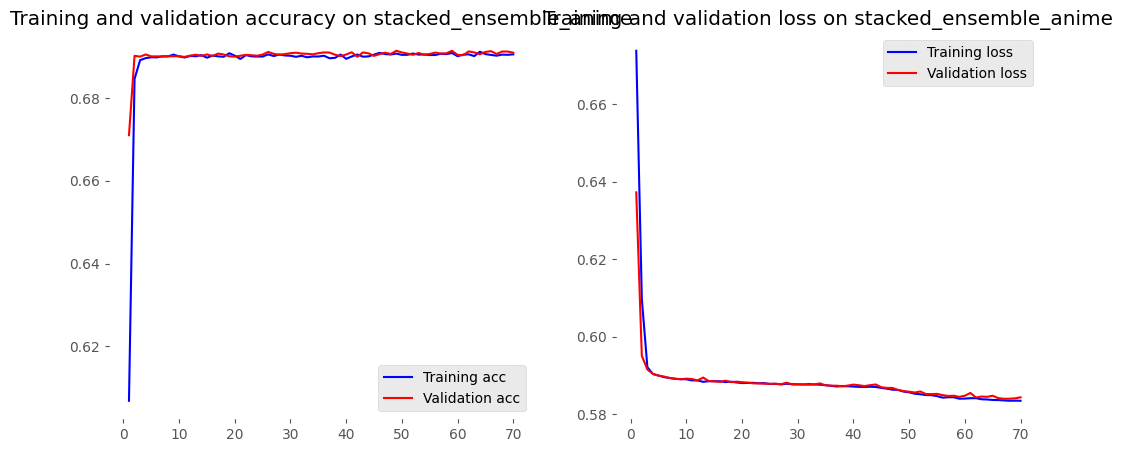 Training and validation accuracy on stacked_ensemble_anime
Training and validation loss on stacked_ensemble_anime
0.68
0.66
0.64
0.62
0 10 20 30 40 50 60 70
Training acc
Validation acc
Training loss
Validation loss
0.66
0.64
0.62
0.60
0.58
0 10 20 30 40 50 60 70